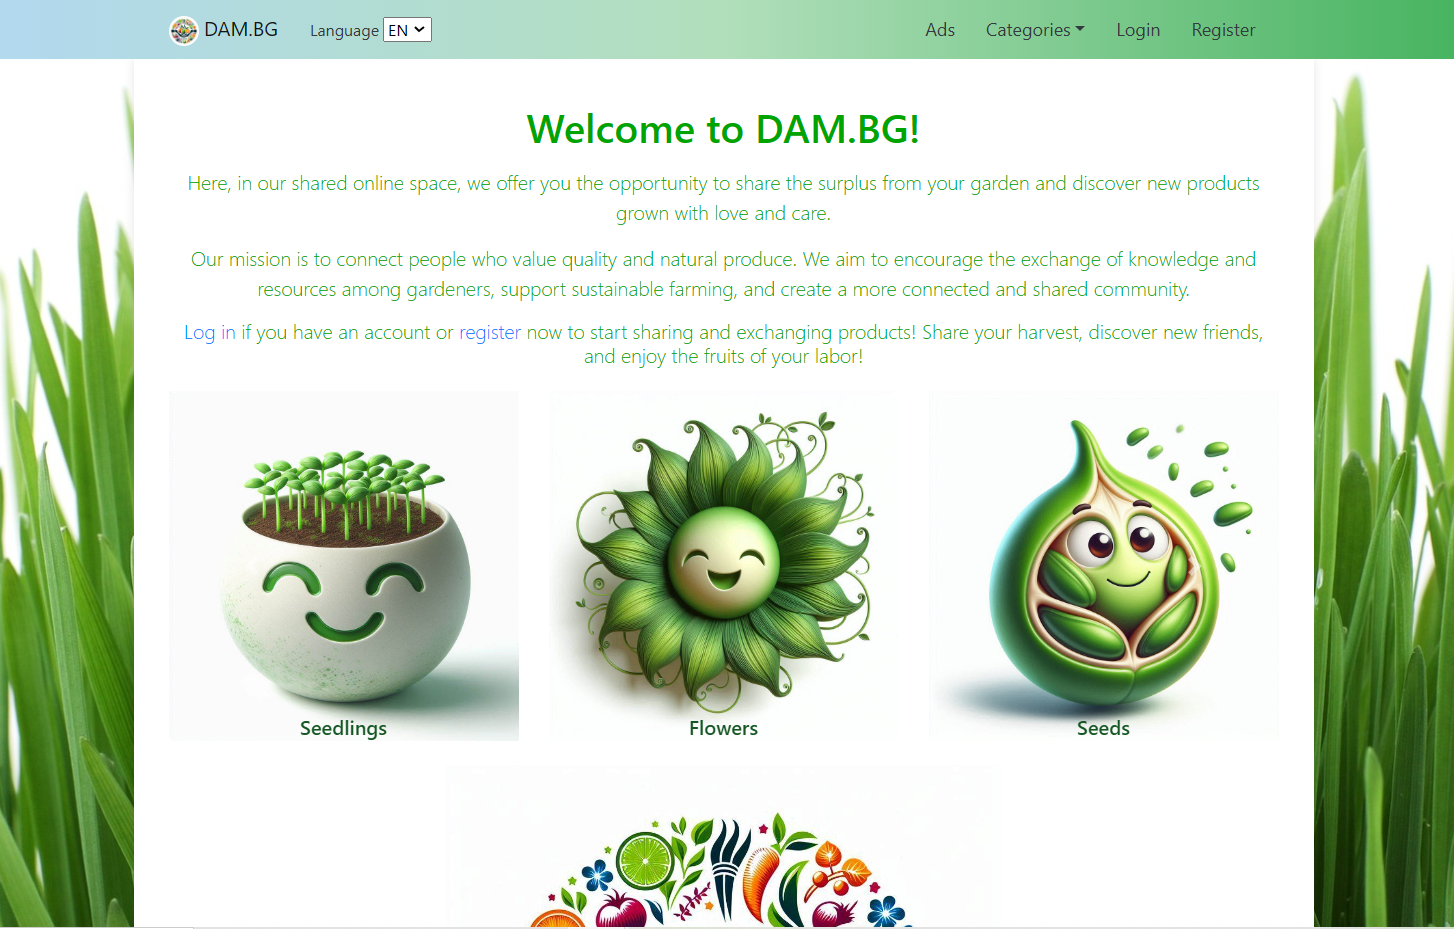 DAM.BG
Language EN
Ads Categories Login Register
Welcome to DAM.BG!
Here, in our shared online space, we offer you the opportunity to share the surplus from your garden and discover new products
grown with love and care.
Our mission is to connect people who value quality and natural produce. We aim to encourage the exchange of knowledge and
resources among gardeners, support sustainable farming, and create a more connected and shared community.
Log in if you have an account or register now to start sharing and exchanging products! Share your harvest, discover new friends,
and enjoy the fruits of your labor!
Seedlings
Flowers
Seeds